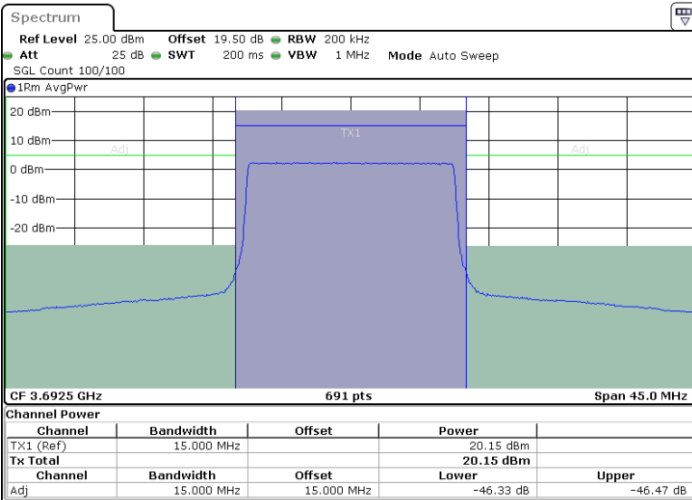 Spectrum
Ref Level 25.00 dBm Offset 19.50 dB RBW 200 kHz
Att 25 dB SWT 200 ms VBW 1 MHz Mode Auto Sweep
SGL Count 100/100
1Rm AvgPwr
20 dBm
TX1
10 dBm
Adj Adj
0 dBm
-10 dBm
-20 dBm
CF 3.6925 GHz 691 pts Span 45.0 MHz
Channel Power
Channel Bandwidth Offset Power
TX1 (Ref) 15.000 MHz 20.15 dBm
Tx Total 20.15 dBm
Channel Bandwidth Offset Lower Upper
Adj 15.000 MHz 15.000 MHz -46.33 dB -46.47 dB